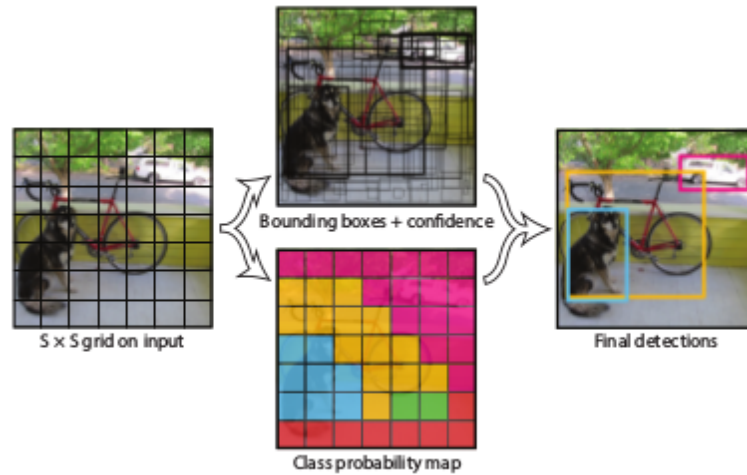 S × S grid on input
Bounding boxes + confidence
Class probability map
Final detections